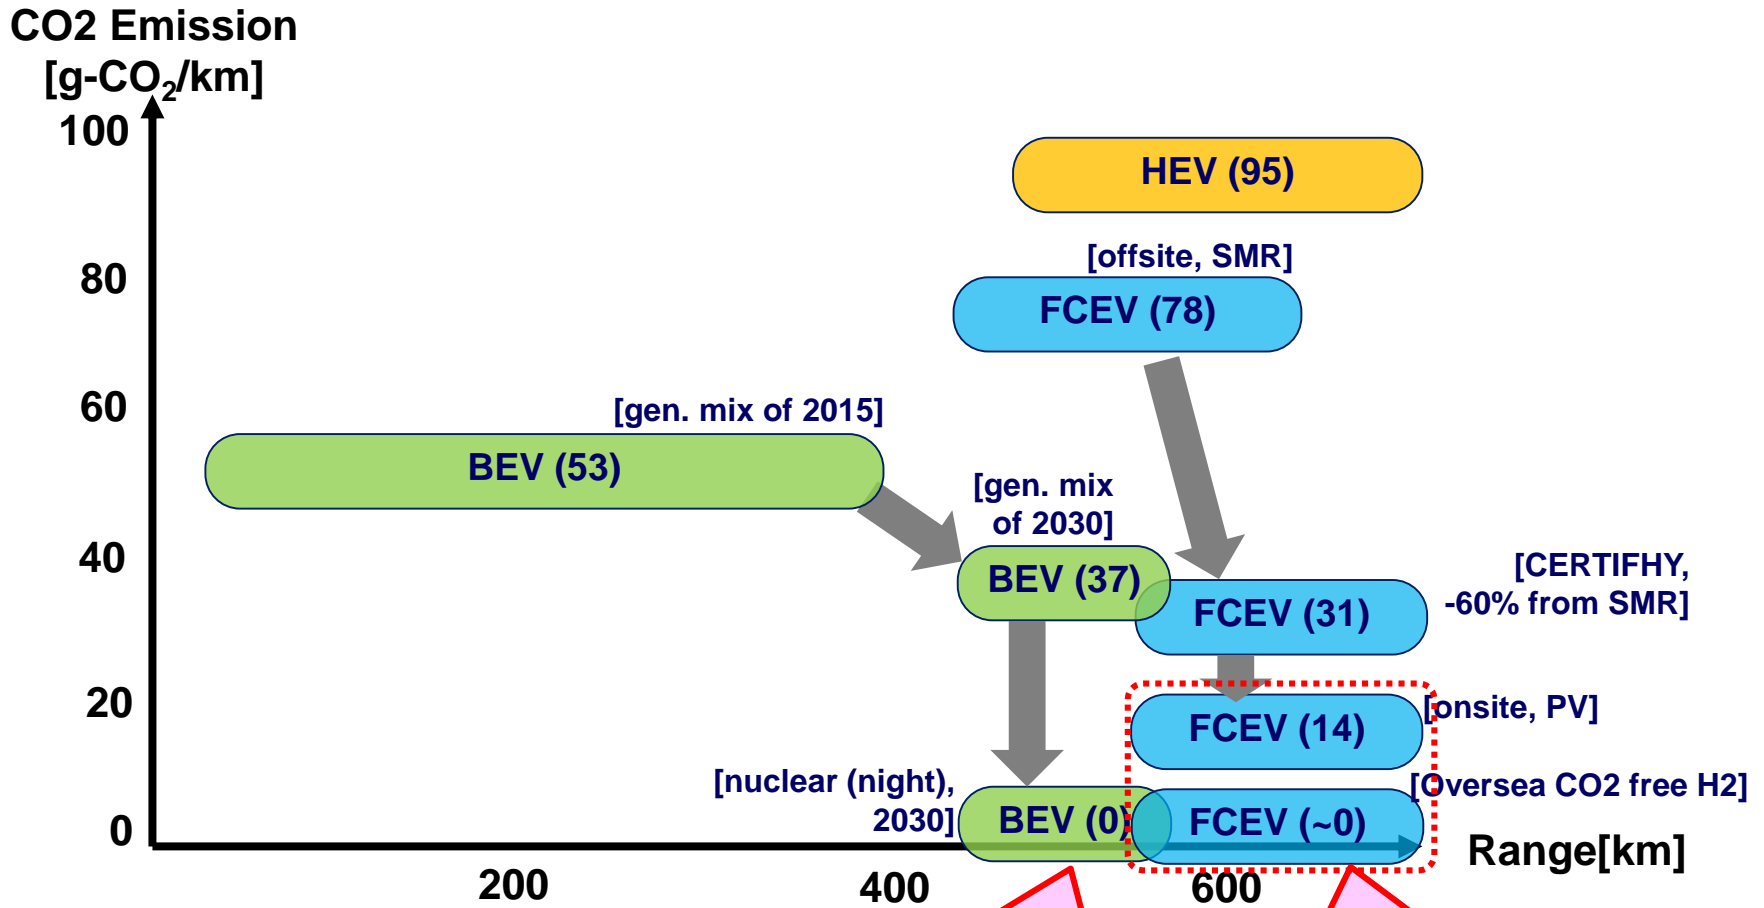 CO2 Emission
[g-CO2/km]
100
HEV (95)
[offsite, SMR]
80
FCEV (78)
60
[gen. mix of 2015]
BEV (53)
[gen. mix
of 2030]
40
BEV (37)
[CERTIFHY,
-60% from SMR]
FCEV (31)
20
[onsite, PV]
FCEV (14)
[nuclear (night),
2030]
[Oversea CO2 free H2]
0
BEV (0)
FCEV (~0)
Range[km]
200
400
600